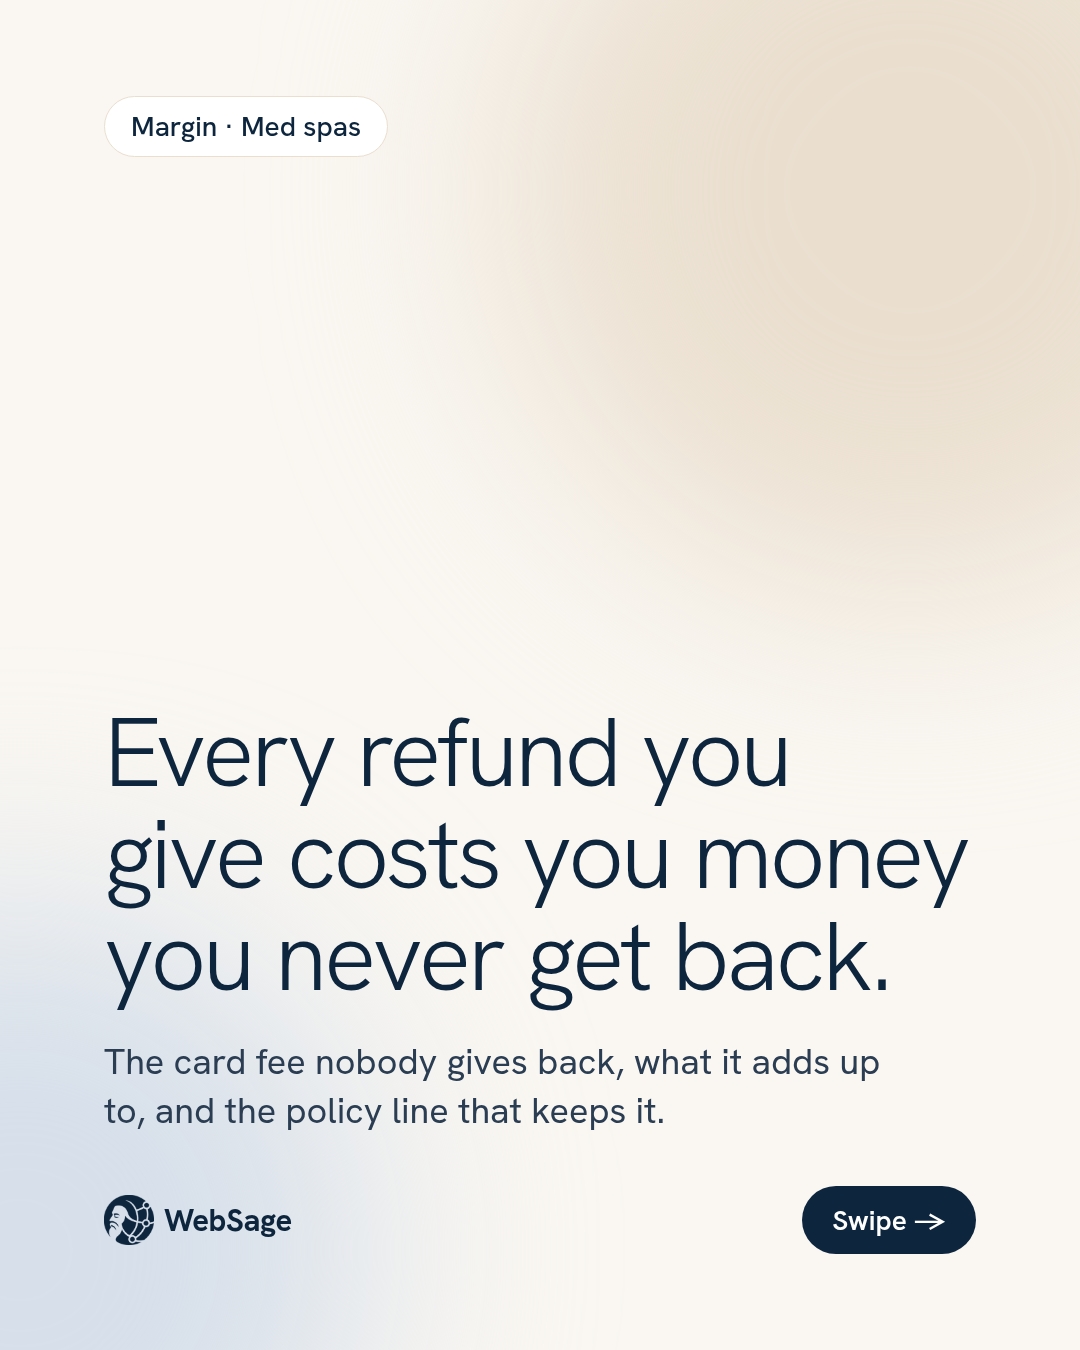 Margin · Med spas
Every refund you
give costs you money
you never get back.
The card fee nobody gives back, what it adds up
to, and the policy line that keeps it.
WebSage
Swipe →